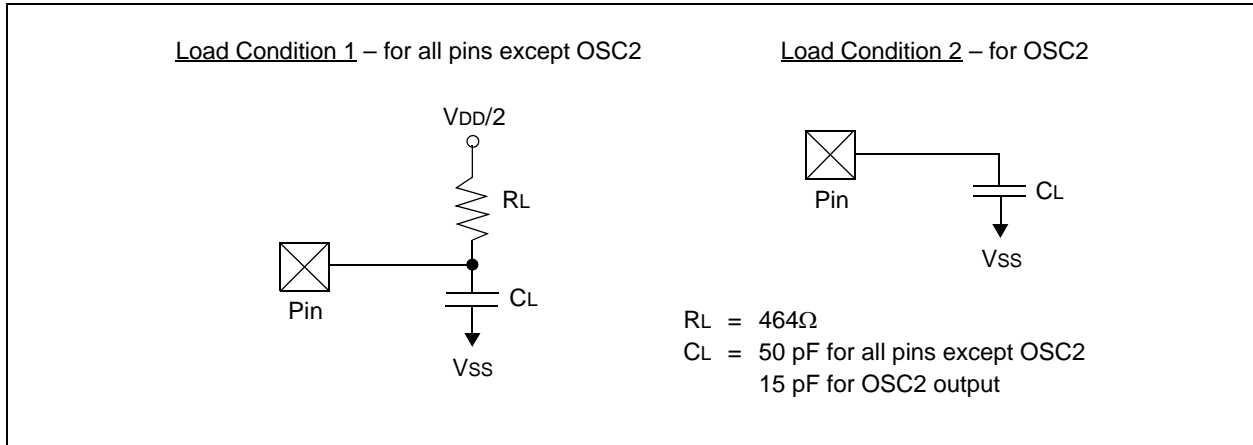 Load Condition 1 – for all pins except OSC2
VDD/2
RL
Pin
CL
VSS
Load Condition 2 – for OSC2
Pin
CL
VSS
RL = 464Ω
CL = 50 pF for all pins except OSC2
15 pF for OSC2 output